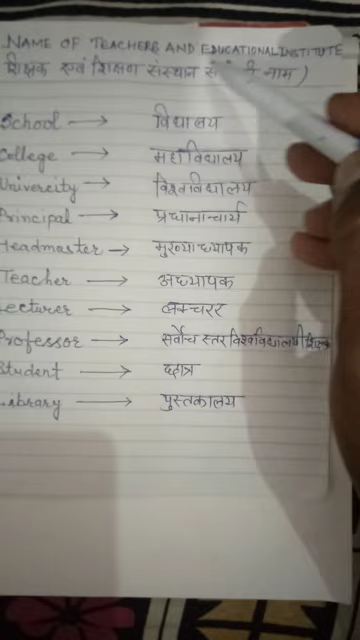 NAME OF TEACHERS AND EDUCATIONAL INSTITUTE
शिक्षक एवं शिक्षण संस्थान के नाम )
School → विद्यालय
College → महाविद्यालय
Univercity → विश्वविद्यालय
Principal → प्रधानाचार्य
Headmaster → मुख्याध्यापक
Teacher → अध्यापक
Lecturer → लेक्चरर
Professor → सर्वोच स्तर विश्वविद्यालयी
Student → छात्र
Library → पुस्तकालय